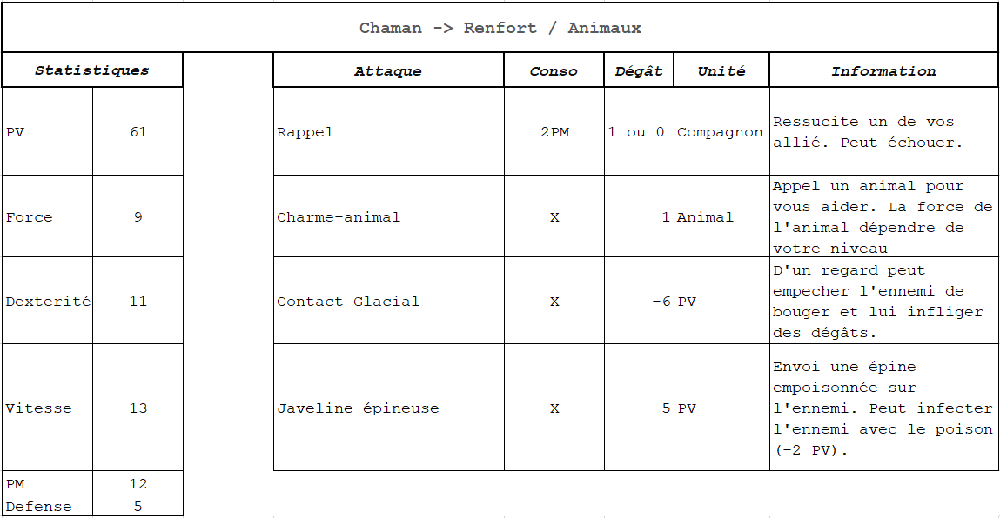 Chaman -> Renfort / Animaux
Statistiques Attaque Conso Dégât Unité Information
PV 61 Rappel 2PM 1 ou 0 Compagnon Ressucite un de vos
allié. Peut échouer.
Force 9 Charme-animal X 1 Animal Appel un animal pour
vous aider. La force de
l'animal dépendre de
votre niveau
Dexterité 11 Contact Glacial X -6 PV D'un regard peut
empecher l'ennemi de
bouger et lui infliger
des dégâts.
Vitesse 13 Javeline épineuse X -5 PV Envoi une épine
empoisonnée sur
l'ennemi. Peut infecter
l'ennemi avec le poison
(-2 PV).
PM 12
Defense 5